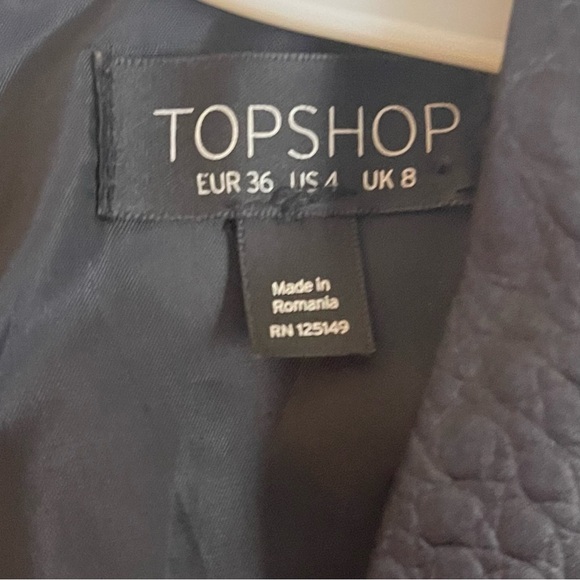 TOPSHOP
EUR 36 US 4 UK 8
Made in
Romania
RN 125149